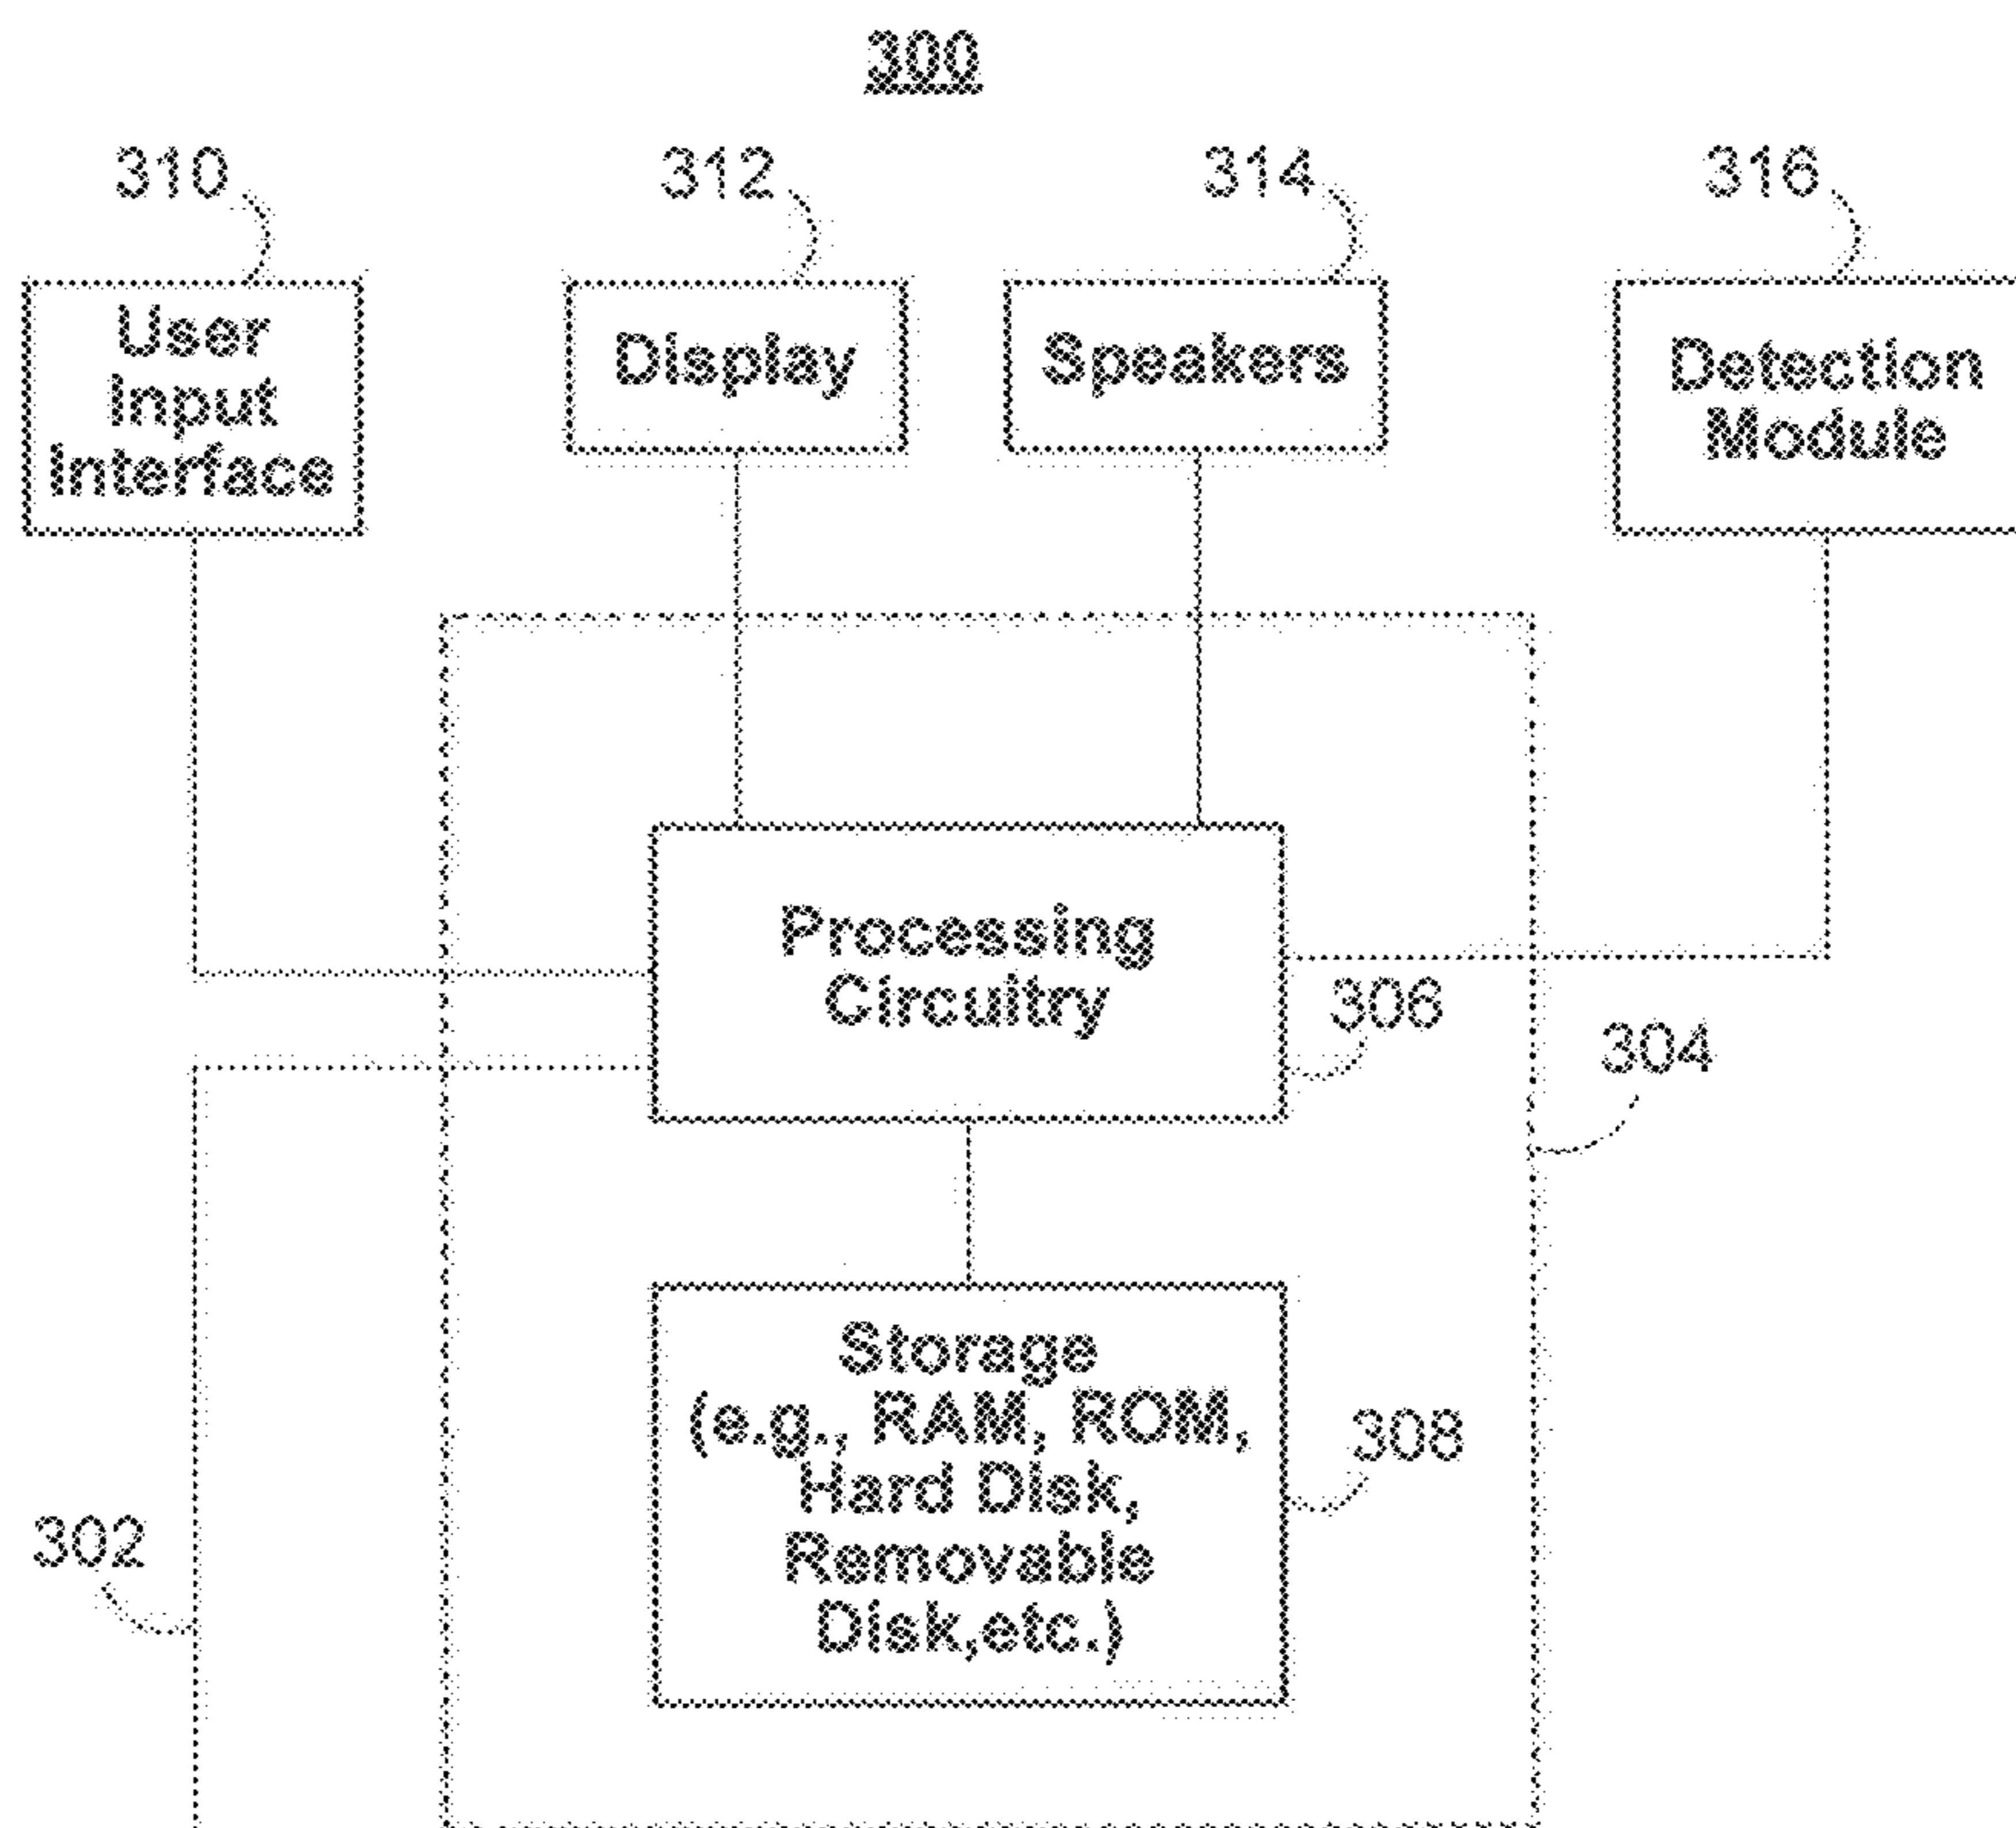 300
310
312
314
316
User
Input
Interface
Display
Speakers
Detection
Module
Processing
Circuitry
306
304
Storage
(e.g., RAM, ROM,
Hard Disk,
Removable
Disk,etc.)
308
302